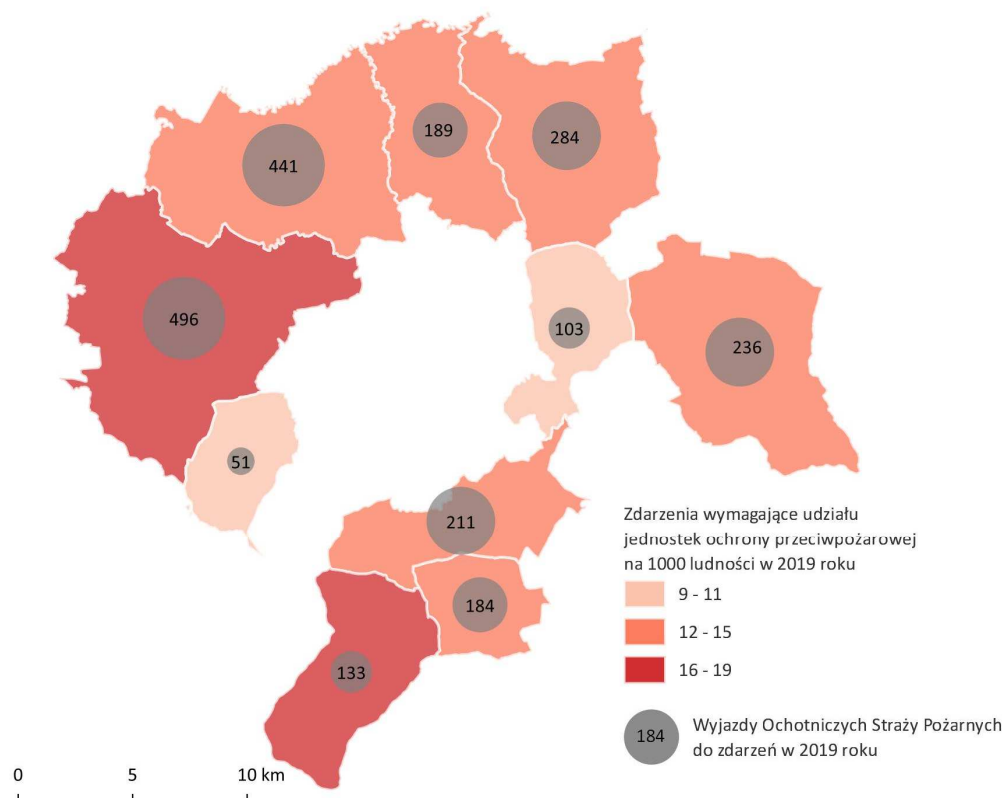 189
284
441
496
103
236
51
211
184
133
Zdarzenia wymagające udziału
jednostek ochrony przeciwpożarowej
na 1000 ludności w 2019 roku
9 - 11
12 - 15
16 - 19
184 Wyjazdy Ochotniczych Straży Pożarnych
do zdarzeń w 2019 roku
0 5 10 km